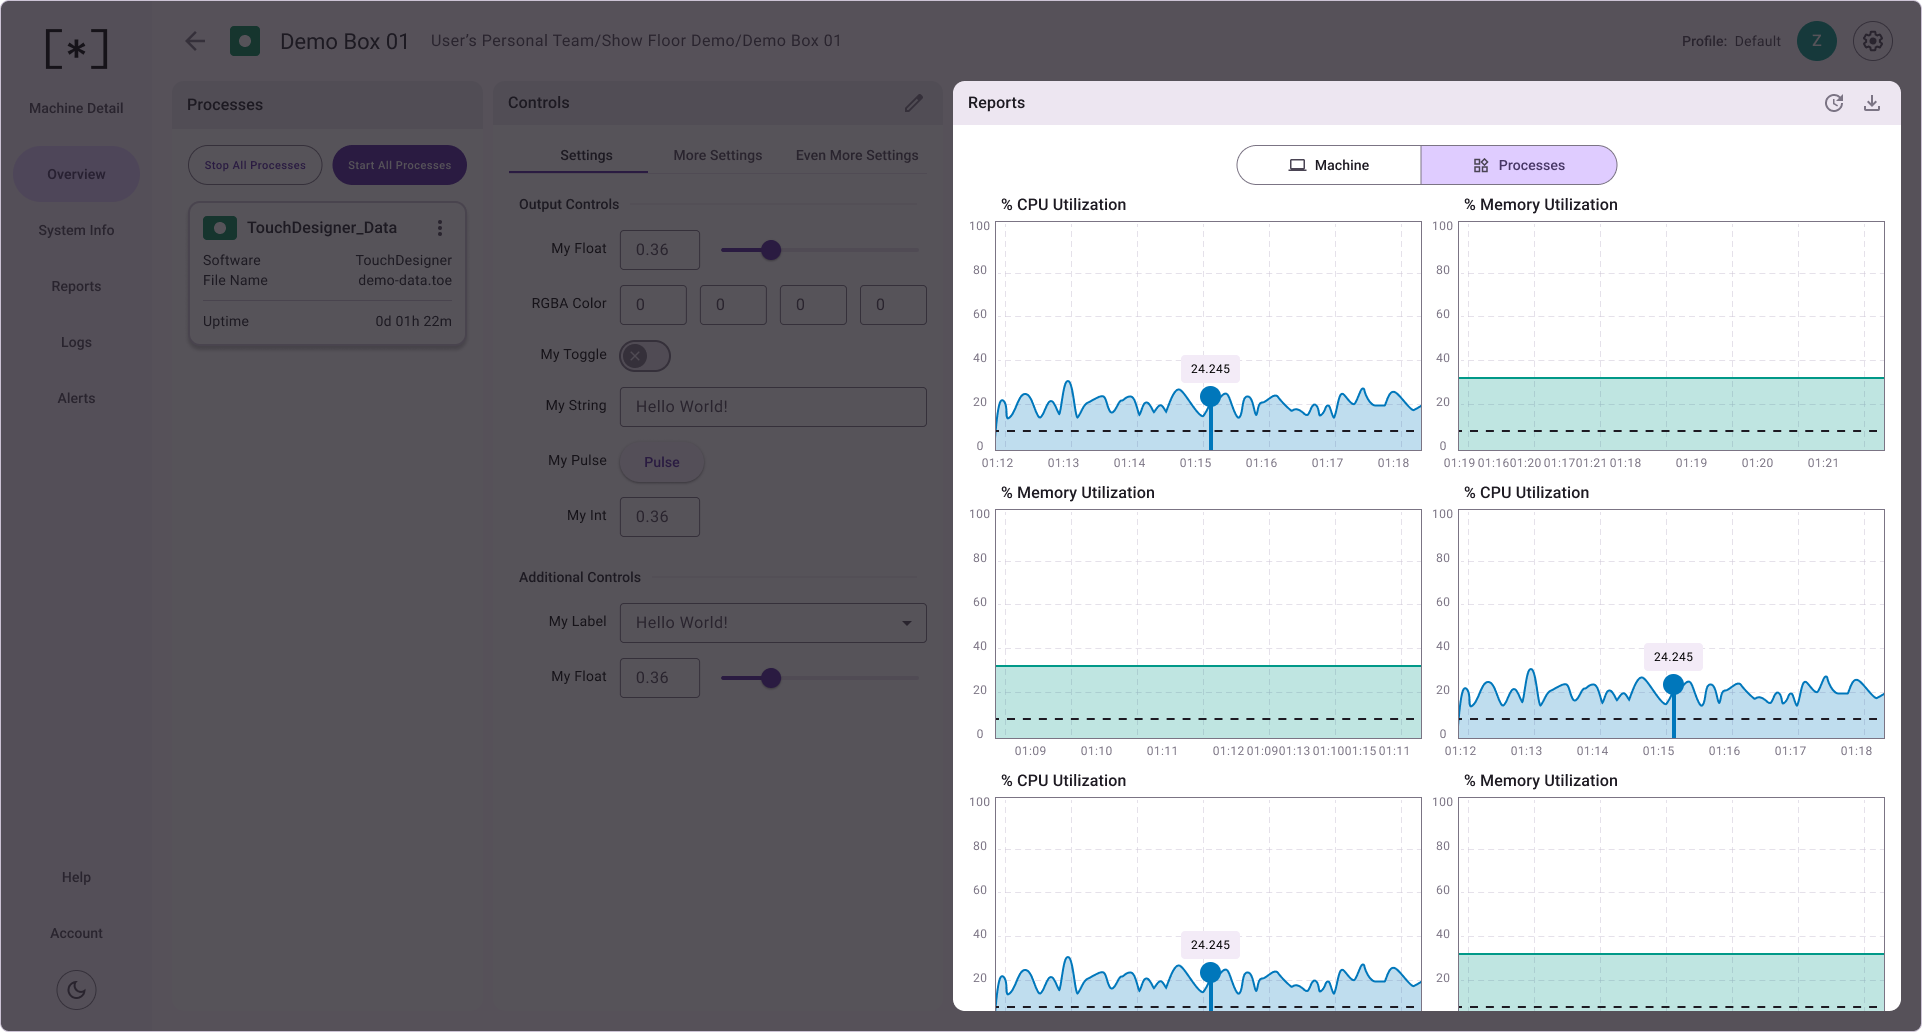 [*]
Demo Box 01
User's Personal Team/Show Floor Demo/Demo Box 01
Profile: Default
Z
Machine Detail
Overview
System Info
Reports
Logs
Alerts
Help
Account
Processes
Stop All Processes
Start All Processes
TouchDesigner_Data
Software TouchDesigner
File Name demo-data.toe
Uptime 0d 01h 22m
Controls
Settings More Settings Even More Settings
Output Controls
My Float 0.36
RGBA Color 0 0 0 0
My Toggle
My String Hello World!
My Pulse Pulse
My Int 0.36
Additional Controls
My Label Hello World!
My Float 0.36
Reports
Machine Processes
% CPU Utilization
100
80
60
40
20
0
24.245
01:12 01:13 01:14 01:15 01:16 01:17 01:18
% Memory Utilization
100
80
60
40
20
0
01:19 01:16 01:20 01:17 01:21 01:18 01:19 01:20 01:21
% Memory Utilization
100
80
60
40
20
0
01:09 01:10 01:11 01:12 01:09 01:13 01:10 01:15 01:11
% CPU Utilization
100
80
60
40
20
0
24.245
01:12 01:13 01:14 01:15 01:16 01:17 01:18
% CPU Utilization
100
80
60
40
20
24.245
% Memory Utilization
100
80
60
40
20